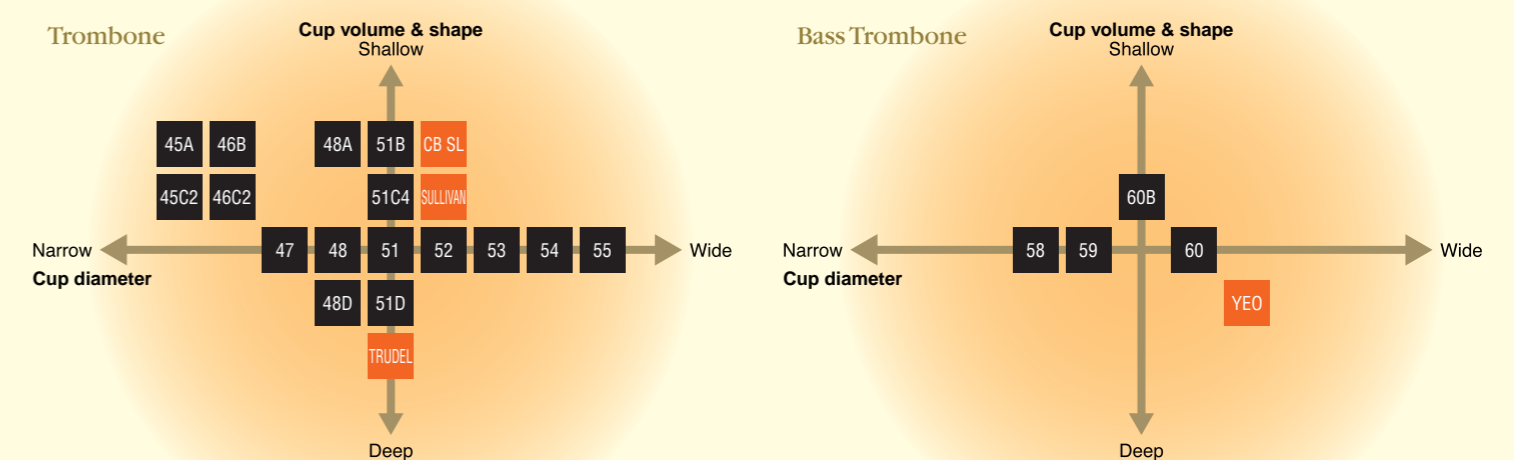 Trombone
Cup volume & shape
Shallow
45A 46B 48A 51B CB SL
45C2 46C2 51C4 SULLIVAN
Narrow 47 48 51 52 53 54 55 Wide
Cup diameter
48D 51D
TRUDEL
Deep
Bass Trombone
Cup volume & shape
Shallow
60B
Narrow 58 59 60 Wide
Cup diameter
YEO
Deep